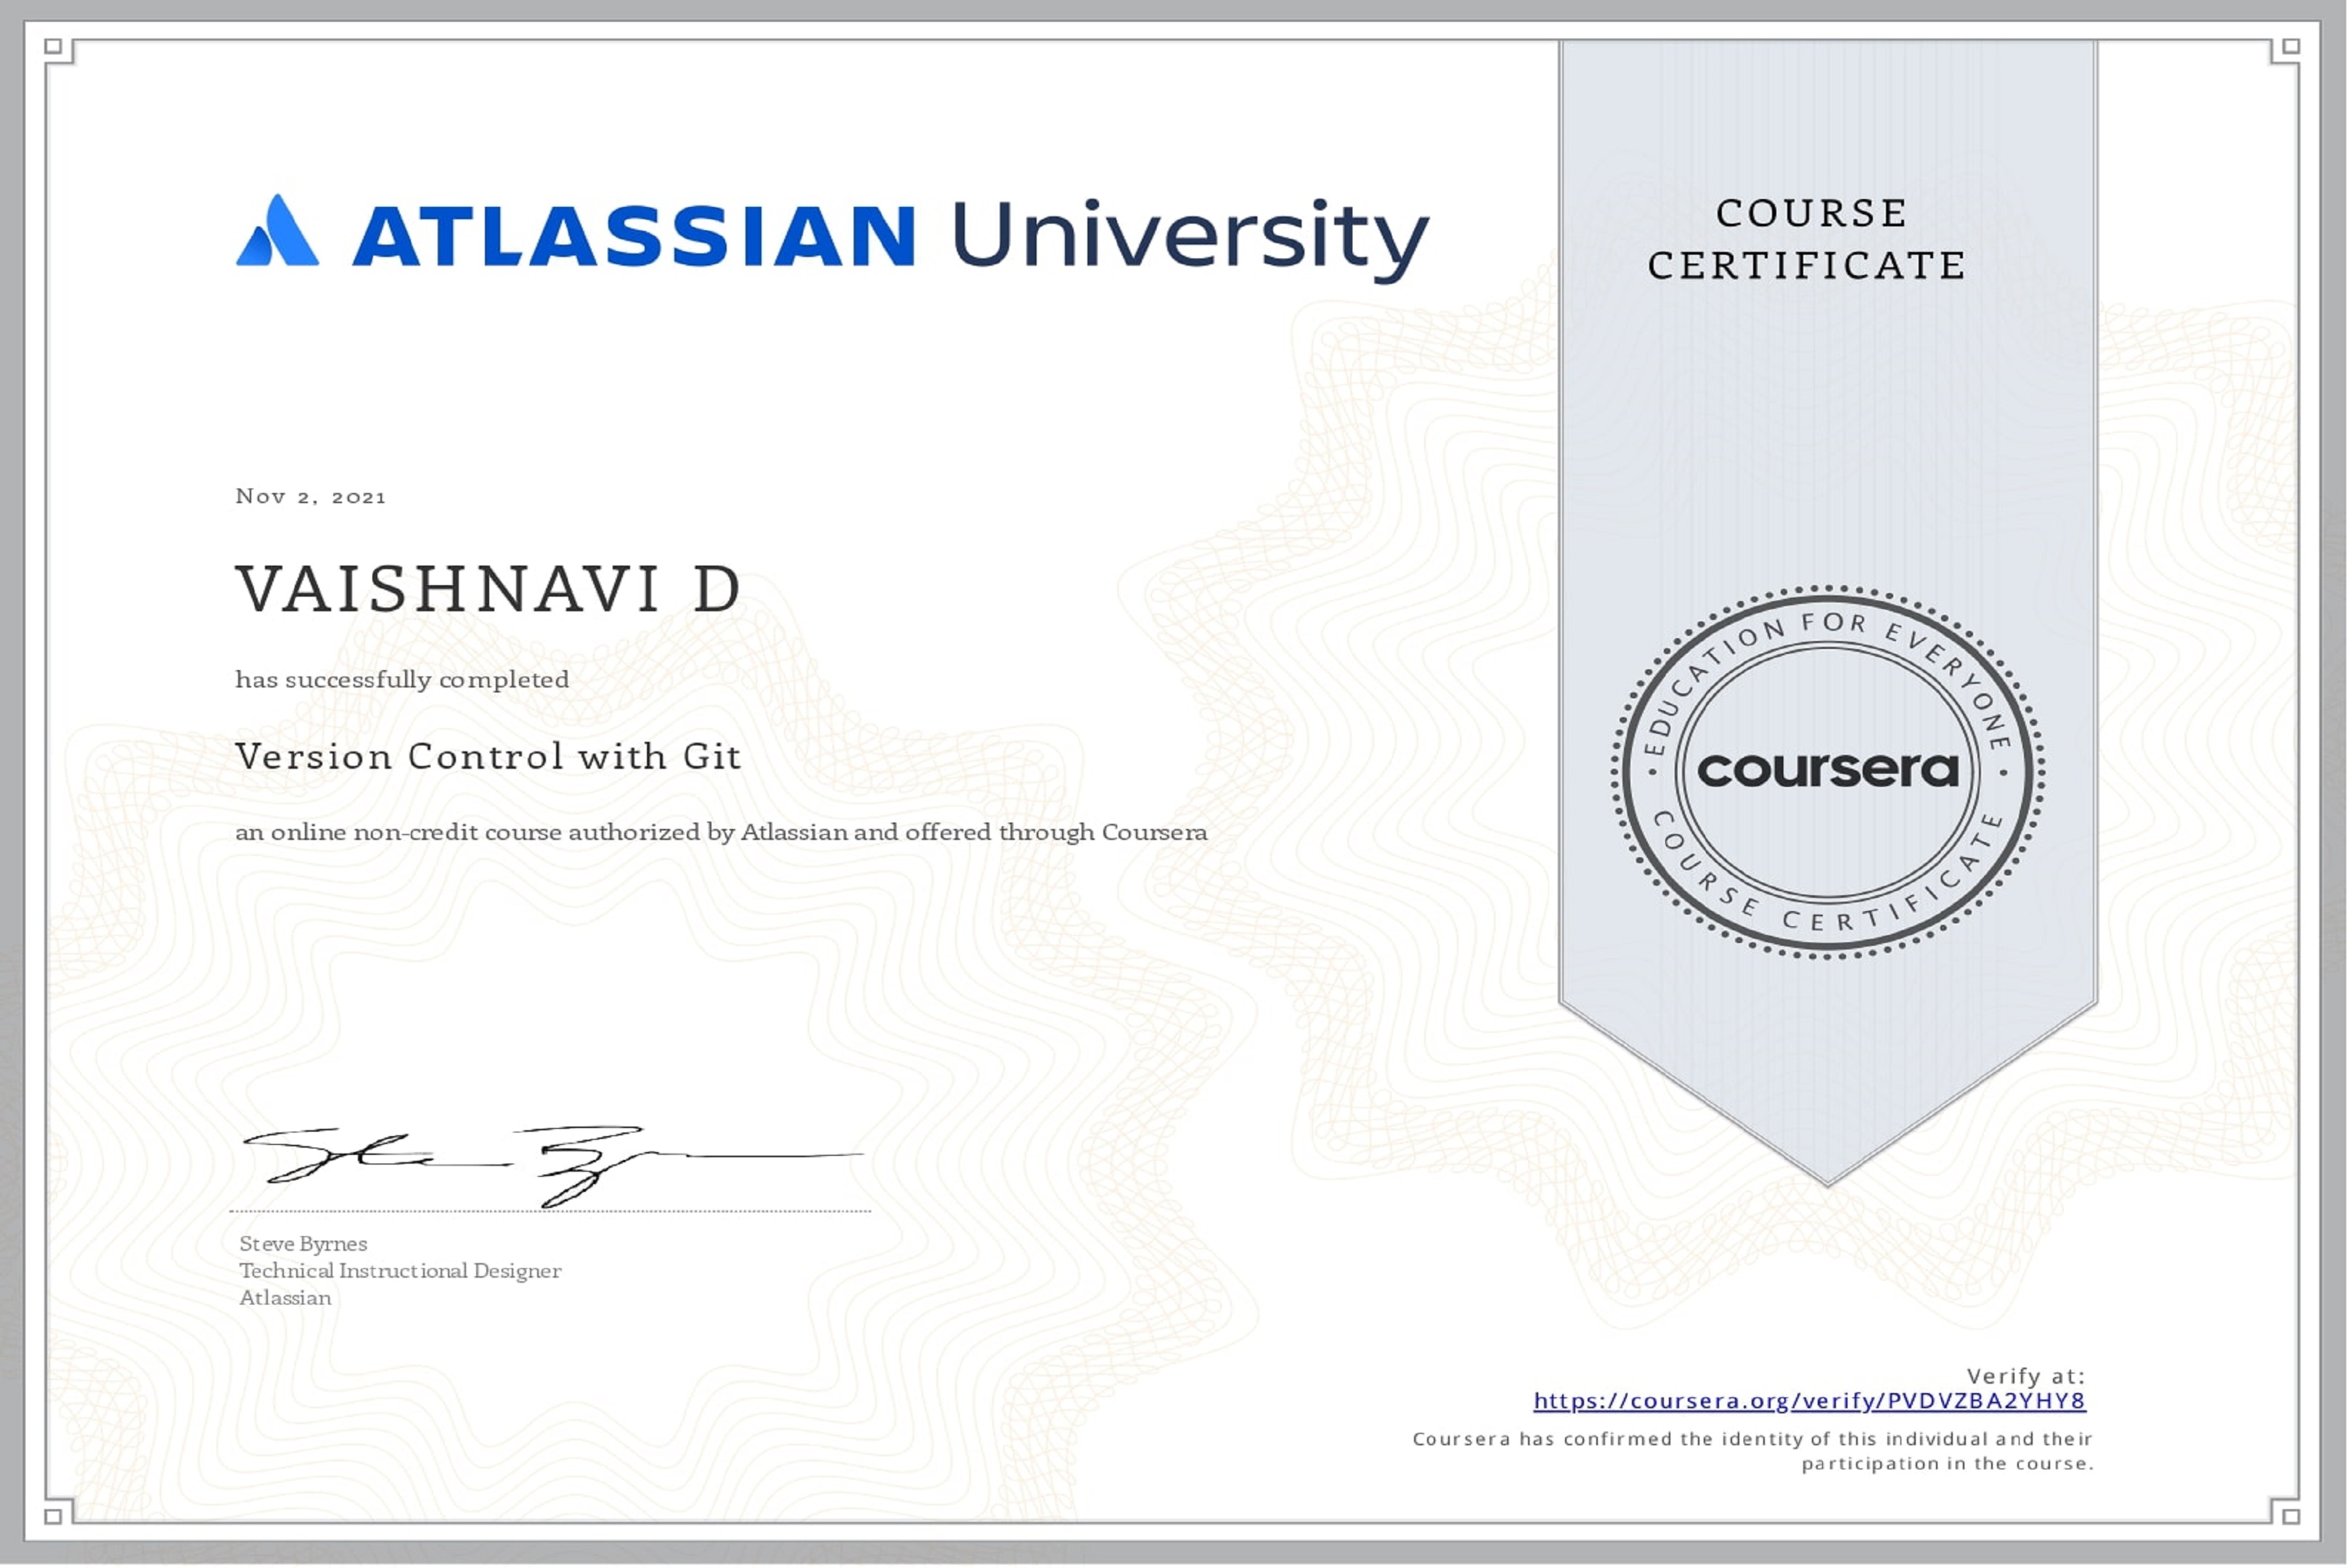 ATLASSIAN University
COURSE
CERTIFICATE
Nov 2, 2021
VAISHNAVI D
has successfully completed
Version Control with Git
an online non-credit course authorized by Atlassian and offered through Coursera
EDUCATION FOR EVERYONE
coursera
COURSE CERTIFICATE
Steve Byrnes
Technical Instructional Designer
Atlassian
Verify at:
https://coursera.org/verify/PVDVZBA2YHY8
Coursera has confirmed the identity of this individual and their
participation in the course.